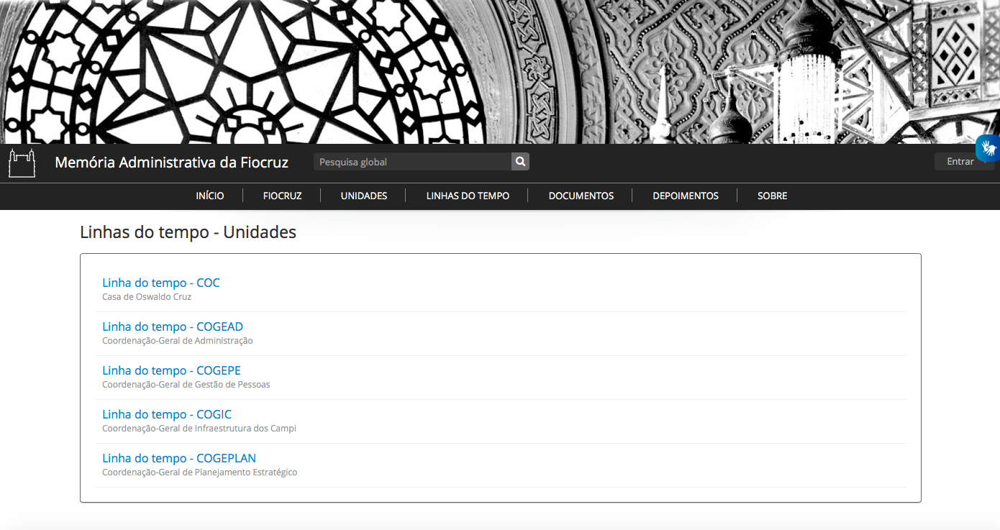 Memória Administrativa da Fiocruz
Pesquisa global
Entrar
INÍCIO
FIOCRUZ
UNIDADES
LINHAS DO TEMPO
DOCUMENTOS
DEPOIMENTOS
SOBRE
Linhas do tempo - Unidades
Linha do tempo - COC
Casa de Oswaldo Cruz
Linha do tempo - COGEAD
Coordenação-Geral de Administração
Linha do tempo - COGEPE
Coordenação-Geral de Gestão de Pessoas
Linha do tempo - COGIC
Coordenação-Geral de Infraestrutura dos Campi
Linha do tempo - COGEPLAN
Coordenação-Geral de Planejamento Estratégico